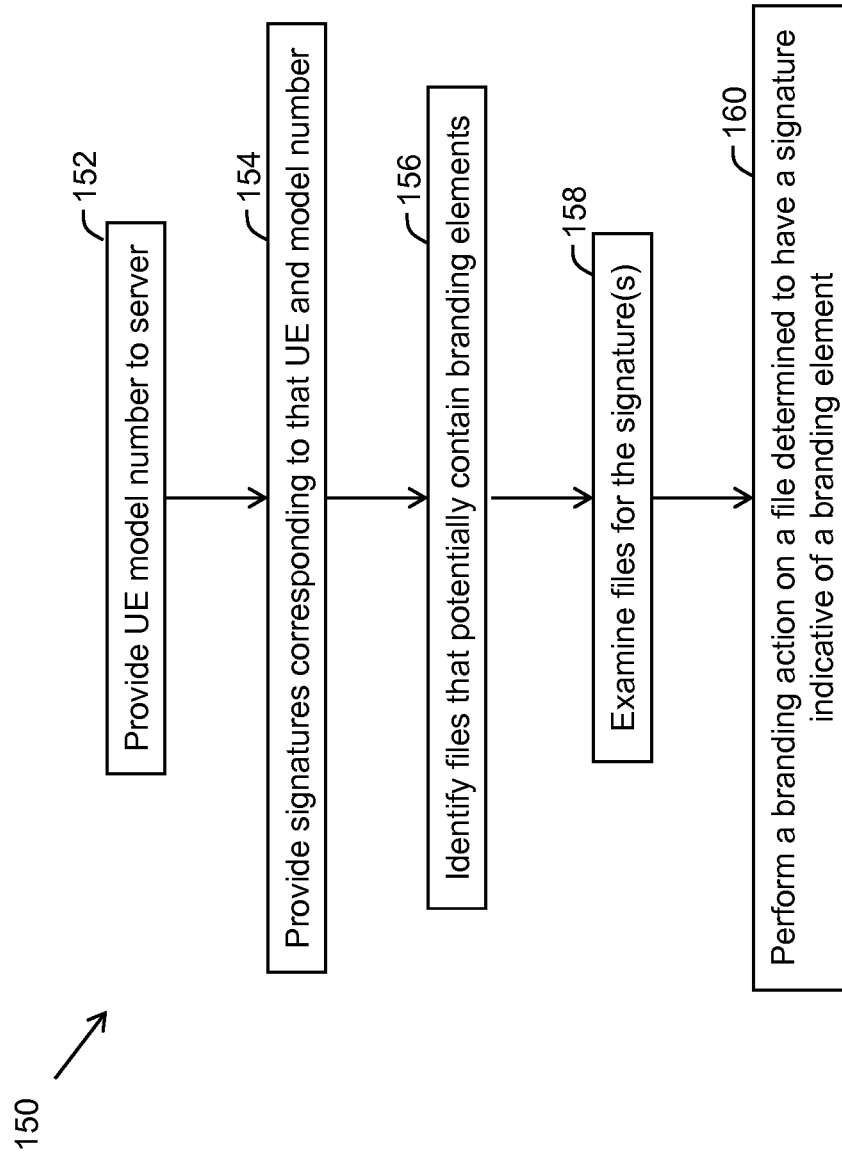 150
152
Provide UE model number to server
154
Provide signatures corresponding to that UE and model number
156
Identify files that potentially contain branding elements
158
Examine files for the signature(s)
160
Perform a branding action on a file determined to have a signature
indicative of a branding element